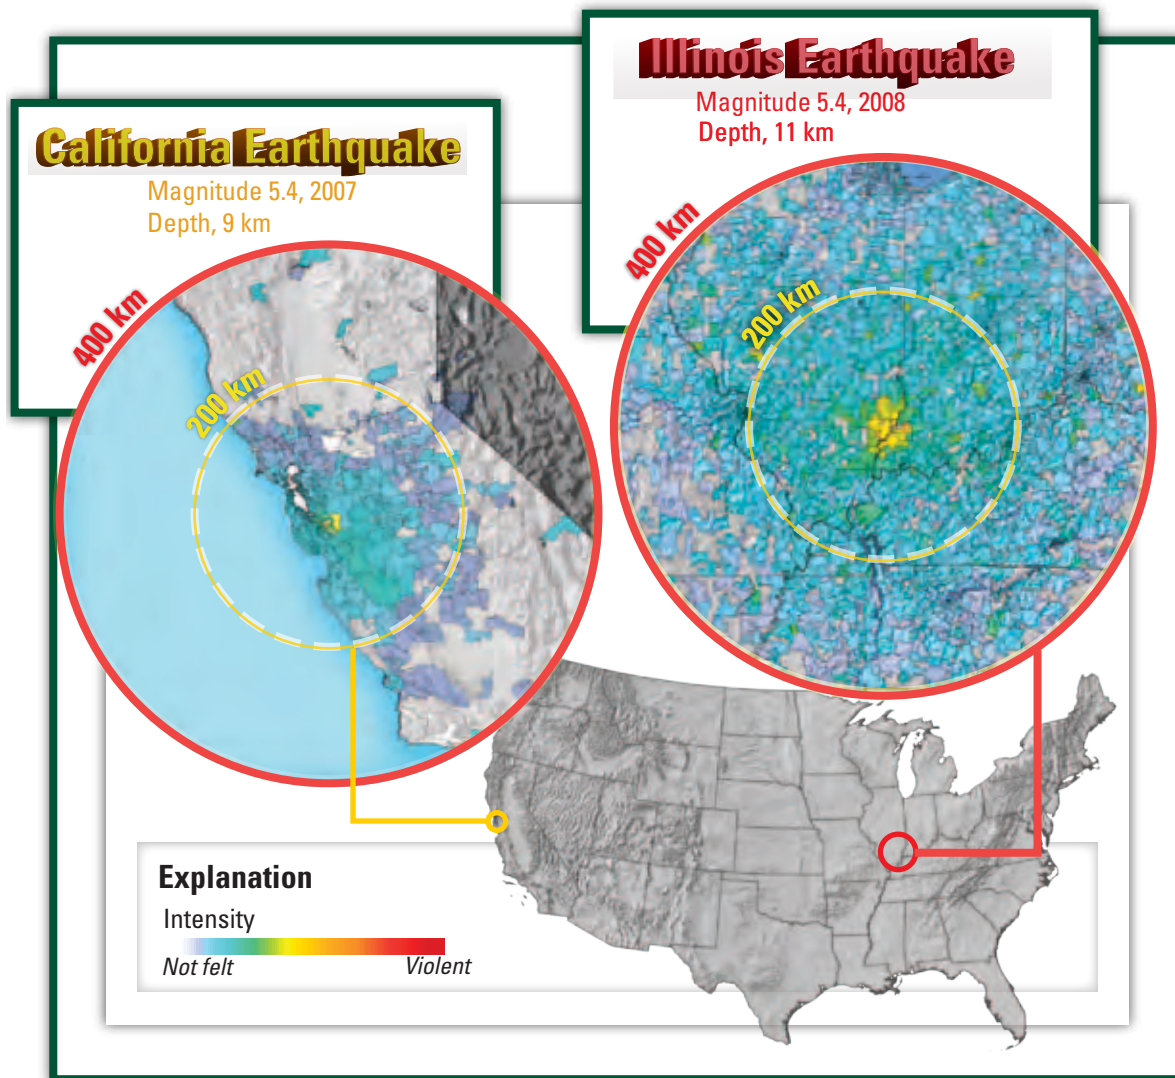 California Earthquake
Magnitude 5.4, 2007
Depth, 9 km
400 km
200 km
Illinois Earthquake
Magnitude 5.4, 2008
Depth, 11 km
400 km
200 km
Explanation
Intensity
Not felt Violent